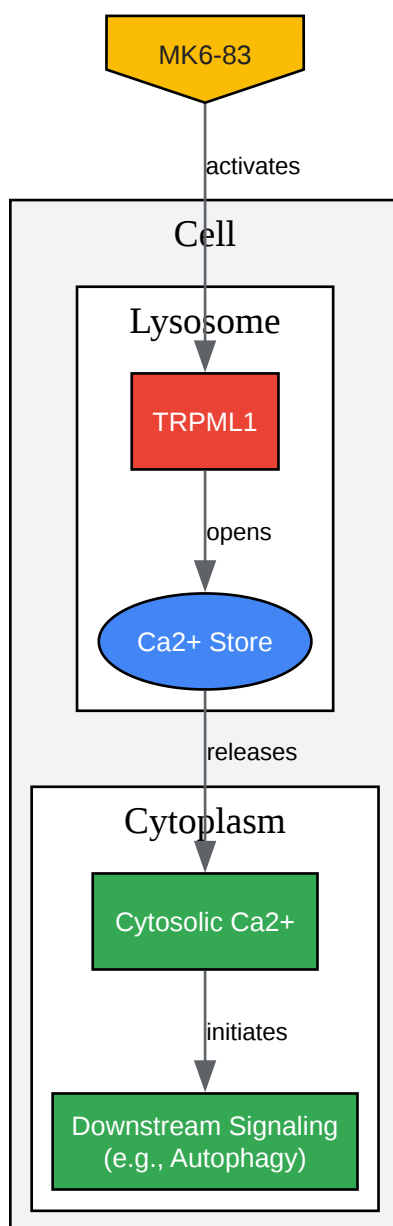 MK6-83
activates
Cell
Lysosome
TRPML1
opens
Ca2+ Store
releases
Cytoplasm
Cytosolic Ca2+
initiates
Downstream Signaling
(e.g., Autophagy)